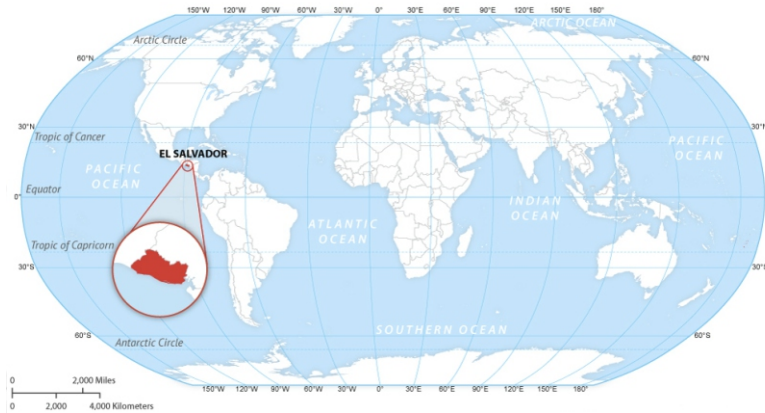 150°W 120°W 90°W 60°W 30°W 0° 30°E 60°E 90°E 120°E 150°E 180°
ARCTIC OCEAN
Arctic Circle
60°N 60°N
30°N 30°N
Tropic of Cancer
EL SALVADOR
PACIFIC
OCEAN
PACIFIC
OCEAN
Equator
0° 0°
INDIAN
OCEAN
ATLANTIC
OCEAN
Tropic of Capricorn
30°S 30°S
SOUTHERN OCEAN
60°S 60°S
Antarctic Circle
150°W 120°W 90°W 60°W 30°W 0° 30°E 60°E 90°E 120°E 150°E 180°
0 2,000 Miles
0 2,000 4,000 Kilometers